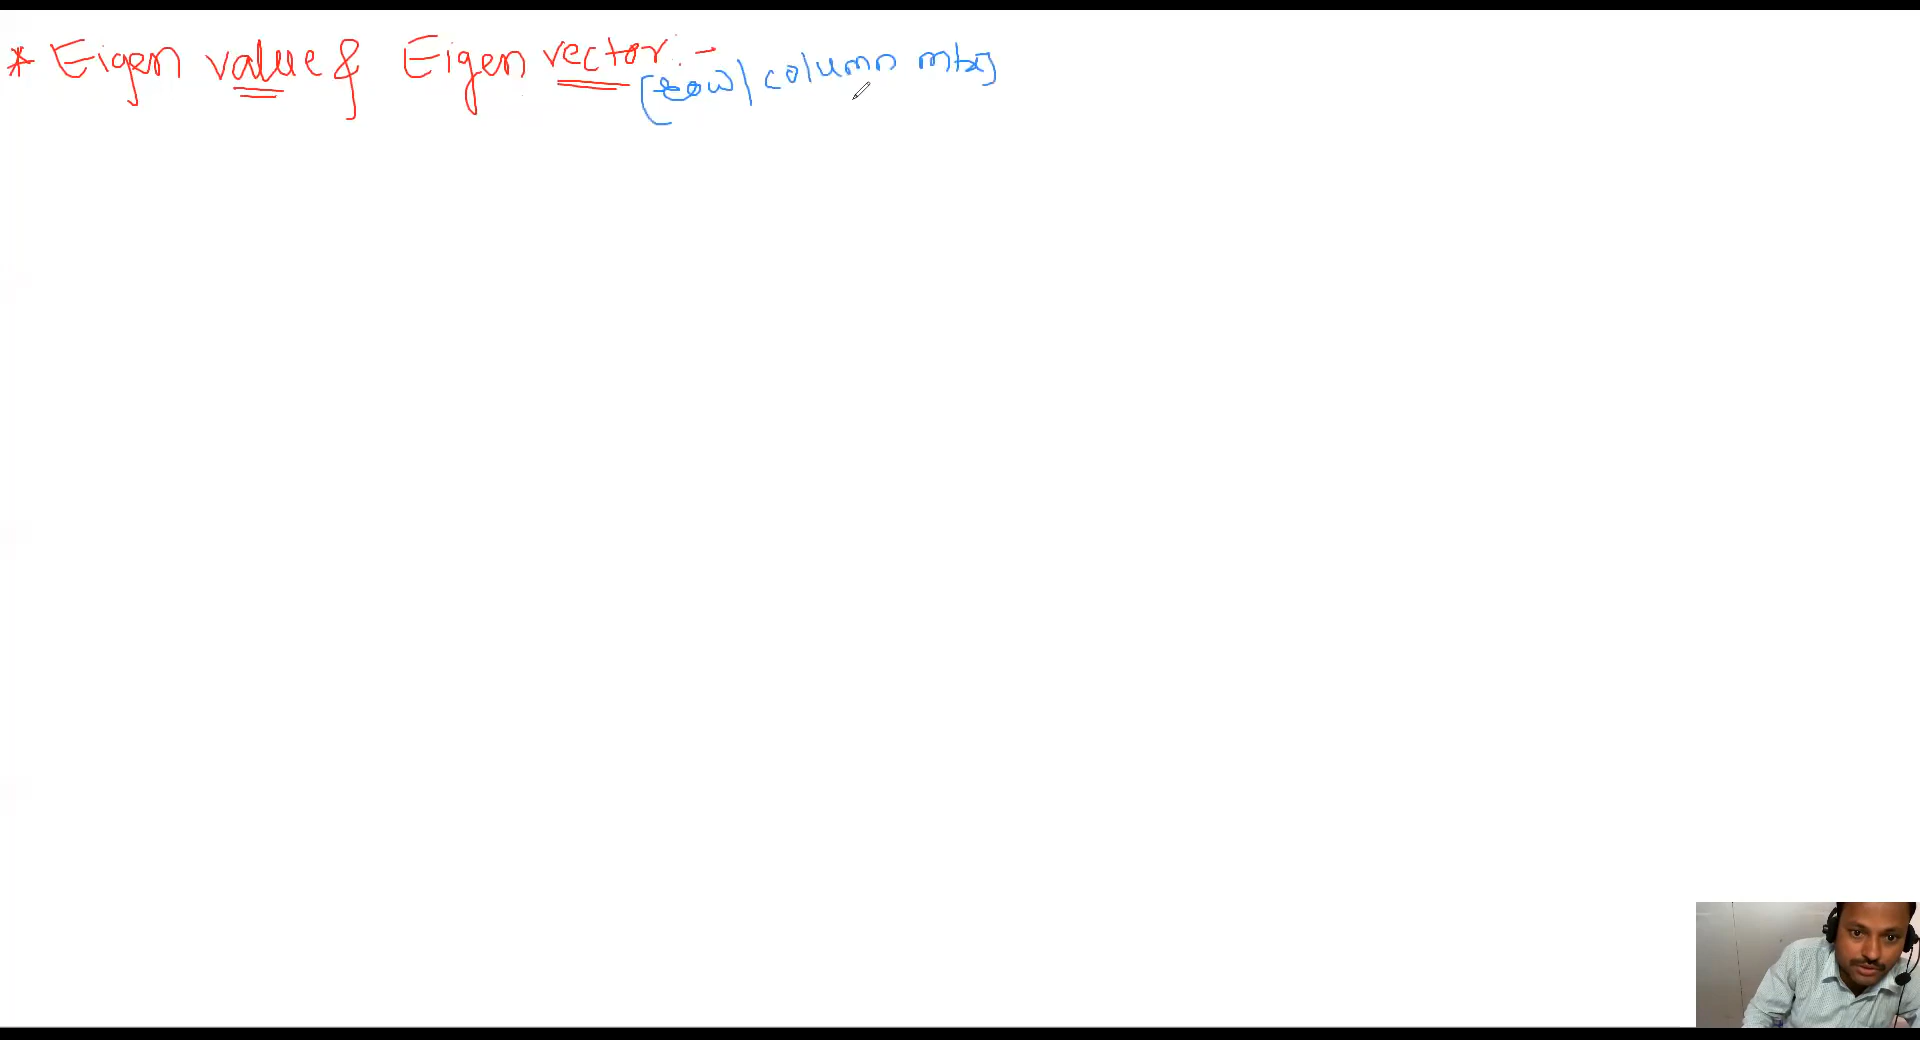 * Eigen value & Eigen vector :-
[row \ column mtx]